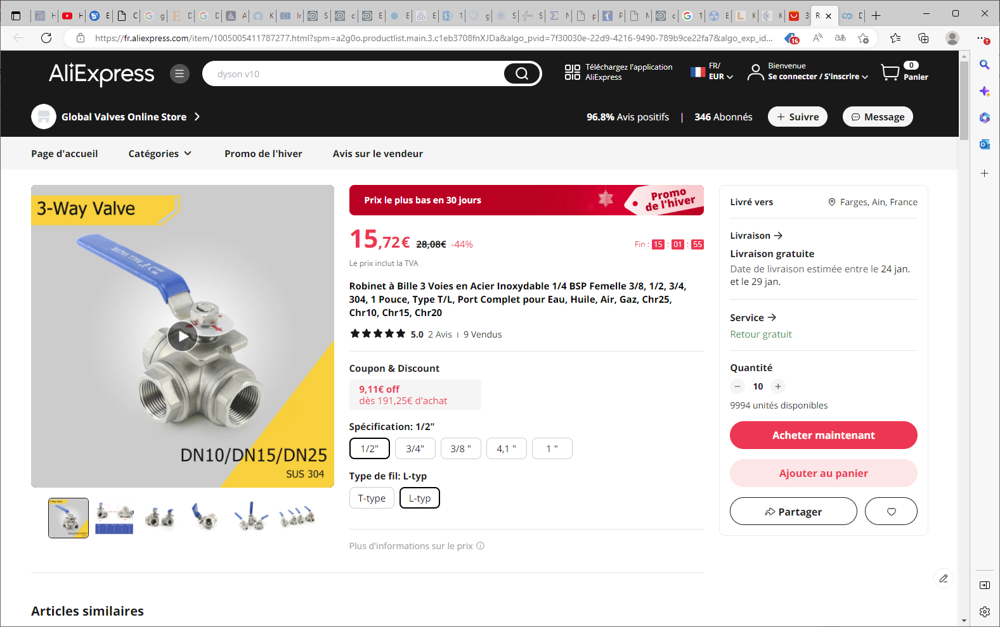 https://fr.aliexpress.com/item/1005005411787277.html?spm=a2g0o.productlist.main.3.c1eb3708fnXJDa&algo_pvid=7f30030e-22d9-4216-9490-789b9ce22fa7&algo_exp_id...
16
AliExpress
dyson v10
Téléchargez l'application
AliExpress
FR/
EUR
Bienvenue
Se connecter / S'inscrire
0
Panier
Global Valves Online Store
96.8% Avis positifs
|
346 Abonnés
+ Suivre
Message
Page d'accueil
Catégories
Promo de l'hiver
Avis sur le vendeur
3-Way Valve
DN10/DN15/DN25
SUS 304
Prix le plus bas en 30 jours
Promo
de l'hiver
15,72€ 28,08€ -44%
Fin : 15 : 01 : 55
Le prix inclut la TVA
Robinet à Bille 3 Voies en Acier Inoxydable 1/4 BSP Femelle 3/8, 1/2, 3/4,
304, 1 Pouce, Type T/L, Port Complet pour Eau, Huile, Air, Gaz, Chr25,
Chr10, Chr15, Chr20
5.0 2 Avis 9 Vendus
Coupon & Discount
9,11€ off
dès 191,25€ d'achat
Spécification: 1/2"
1/2"
3/4"
3/8 "
4,1 "
1 "
Type de fil: L-typ
T-type
L-typ
Plus d'informations sur le prix
Livré vers
Farges, Ain, France
Livraison
Livraison gratuite
Date de livraison estimée entre le 24 jan.
et le 29 jan.
Service
Retour gratuit
Quantité
− 10 +
9994 unités disponibles
Acheter maintenant
Ajouter au panier
Partager
Articles similaires